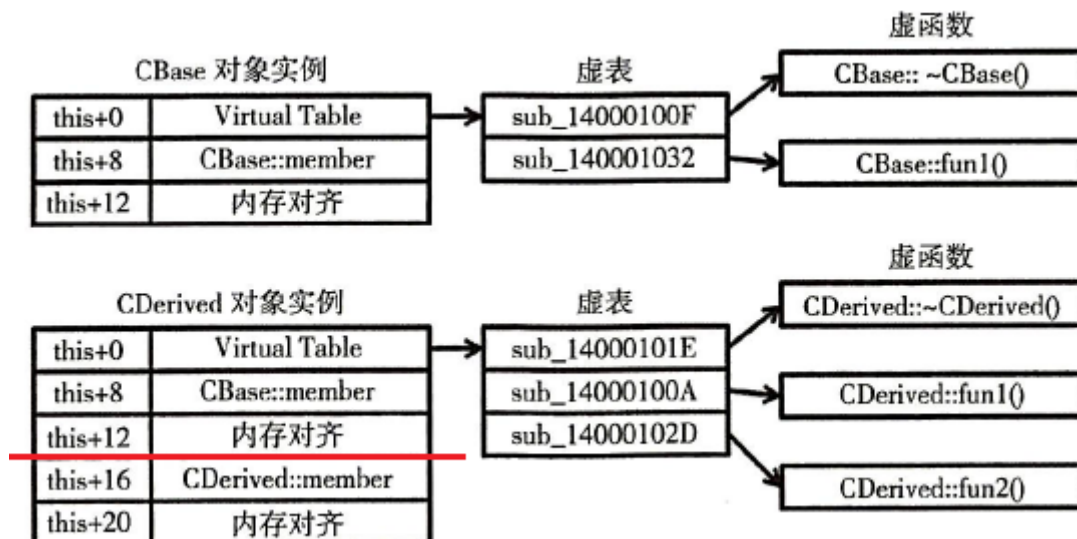 虚函数
CBase 对象实例
虚表
CBase:: ~CBase()
this+0 Virtual Table
sub_14000100F
this+8 CBase::member
sub_140001032
CBase::fun1()
this+12 内存对齐
虚函数
CDerived 对象实例
虚表
CDerived::~CDerived()
this+0 Virtual Table
sub_14000101E
this+8 CBase::member
sub_14000100A
CDerived::fun1()
this+12 内存对齐
sub_14000102D
this+16 CDerived::member
CDerived::fun2()
this+20 内存对齐